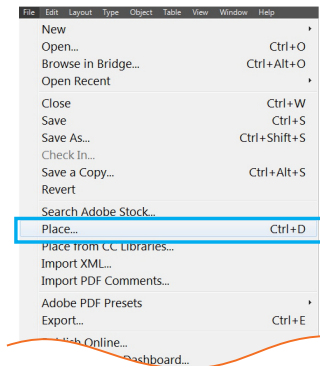 File Edit Layout Type Object Table View Window Help
New
Open... Ctrl+O
Browse in Bridge... Ctrl+Alt+O
Open Recent
Close Ctrl+W
Save Ctrl+S
Save As... Ctrl+Shift+S
Check In...
Save a Copy... Ctrl+Alt+S
Revert
Search Adobe Stock...
Place... Ctrl+D
Place from CC Libraries...
Import XML...
Import PDF Comments...
Adobe PDF Presets
Export... Ctrl+E
Online...
Dashboard...